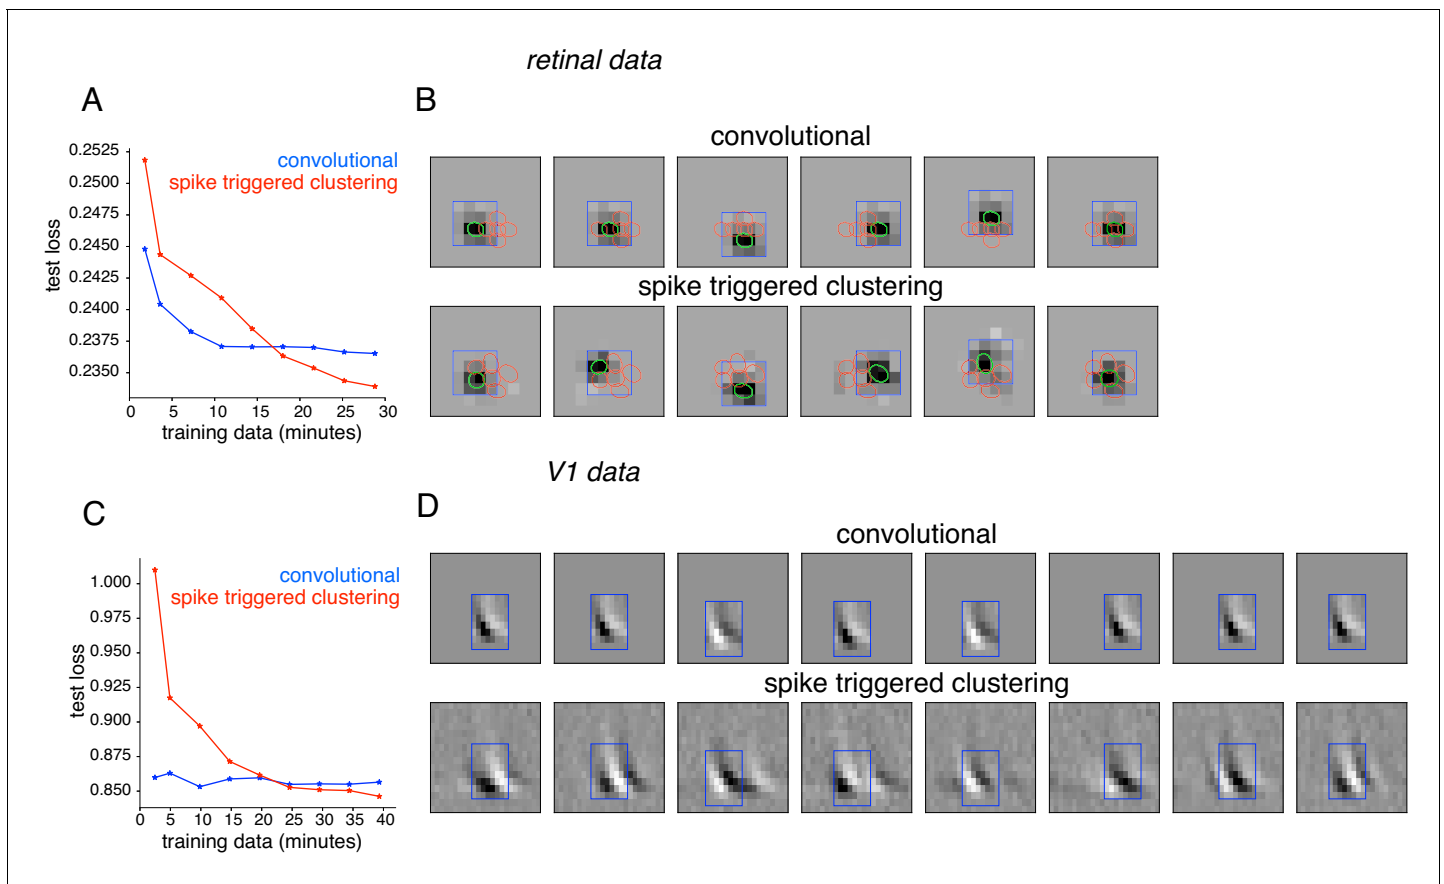 retinal data
A
B
convolutional
0.2525
0.2500
0.2475
0.2450
0.2425
0.2400
0.2375
0.2350
test loss
convolutional
spike triggered clustering
0 5 10 15 20 25 30
training data (minutes)
spike triggered clustering
V1 data
C
D
convolutional
1.000
0.975
0.950
0.925
0.900
0.875
0.850
test loss
convolutional
spike triggered clustering
0 5 10 15 20 25 30 35 40
training data (minutes)
spike triggered clustering